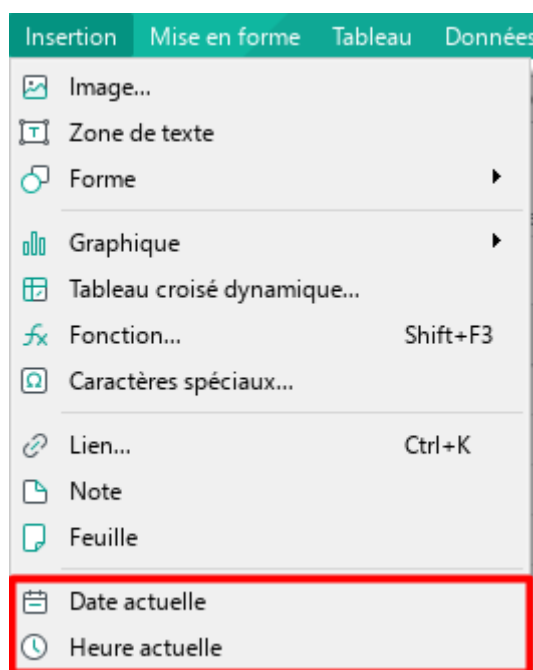 Insertion Mise en forme Tableau Données
Image...
Zone de texte
Forme
Graphique
Tableau croisé dynamique...
Fonction... Shift+F3
Caractères spéciaux...
Lien... Ctrl+K
Note
Feuille
Date actuelle
Heure actuelle